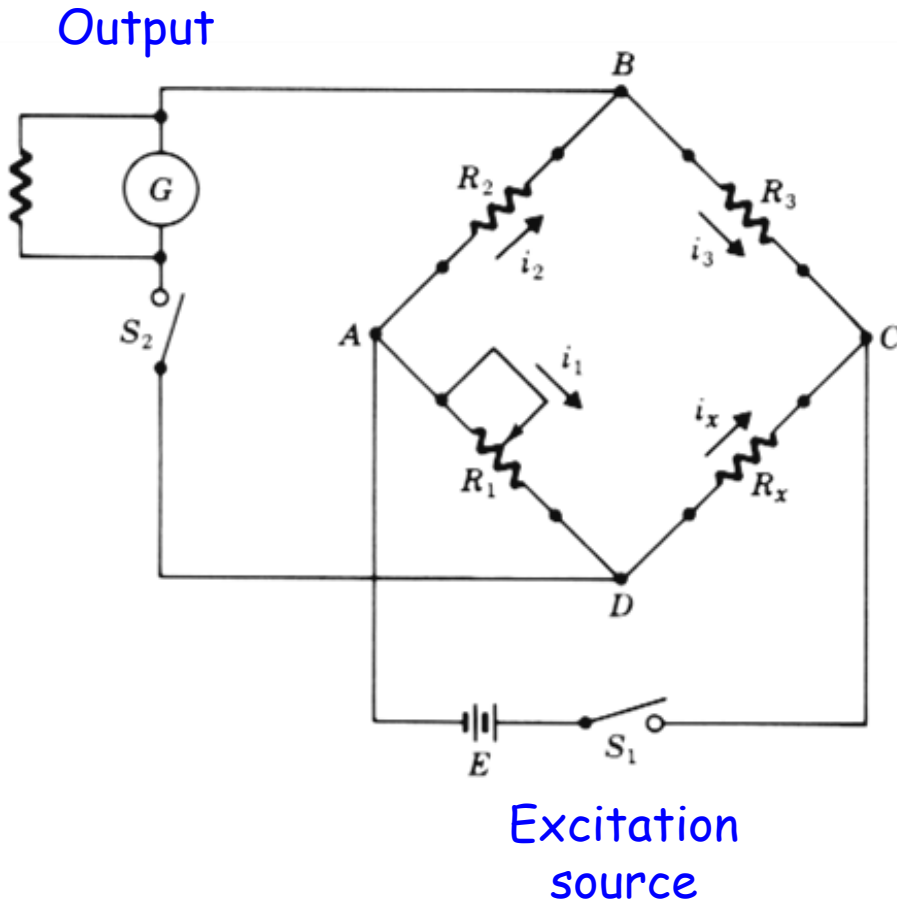 Output
B
R₂
R₃
G
i₂
i₃
S₂
A
C
i₁
iₓ
R₁
Rₓ
D
E
S₁
Excitation
source